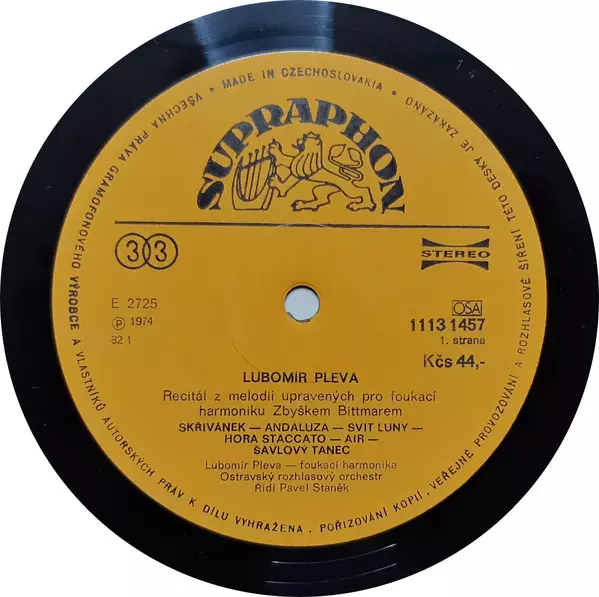 VŠECHNA PRÁVA GRAMOFONOVÉHO VÝROBCE A VLASTNÍKŮ AUTORSKÝCH PRÁV K DÍLU VYHRAŽENA. POŘIZOVÁNÍ KOPIÍ, VEŘEJNÉ PROVOZOVÁNÍ A ROZHLASOVÉ ŠÍŘENÍ TÉTO DESKY JE ZAKÁZÁNO
• MADE IN CZECHOSLOVAKIA •
SUPRAPHON
33
STEREO
E 2725
Ⓟ 1974
82 1
OSA
1113 1457
1. strana
Kčs 44,-
LUBOMÍR PLEVA
Recitál z melodií upravených pro foukací
harmoniku Zbyškem Bittmarem
SKŘIVÁNEK — ANDALUZA — SVIT LUNY —
HORA STACCATO — AIR —
ŠAVLOVÝ TANEC
Lubomír Pleva — foukací harmonika
Ostravský rozhlasový orchestr
Řídí Pavel Staněk
14